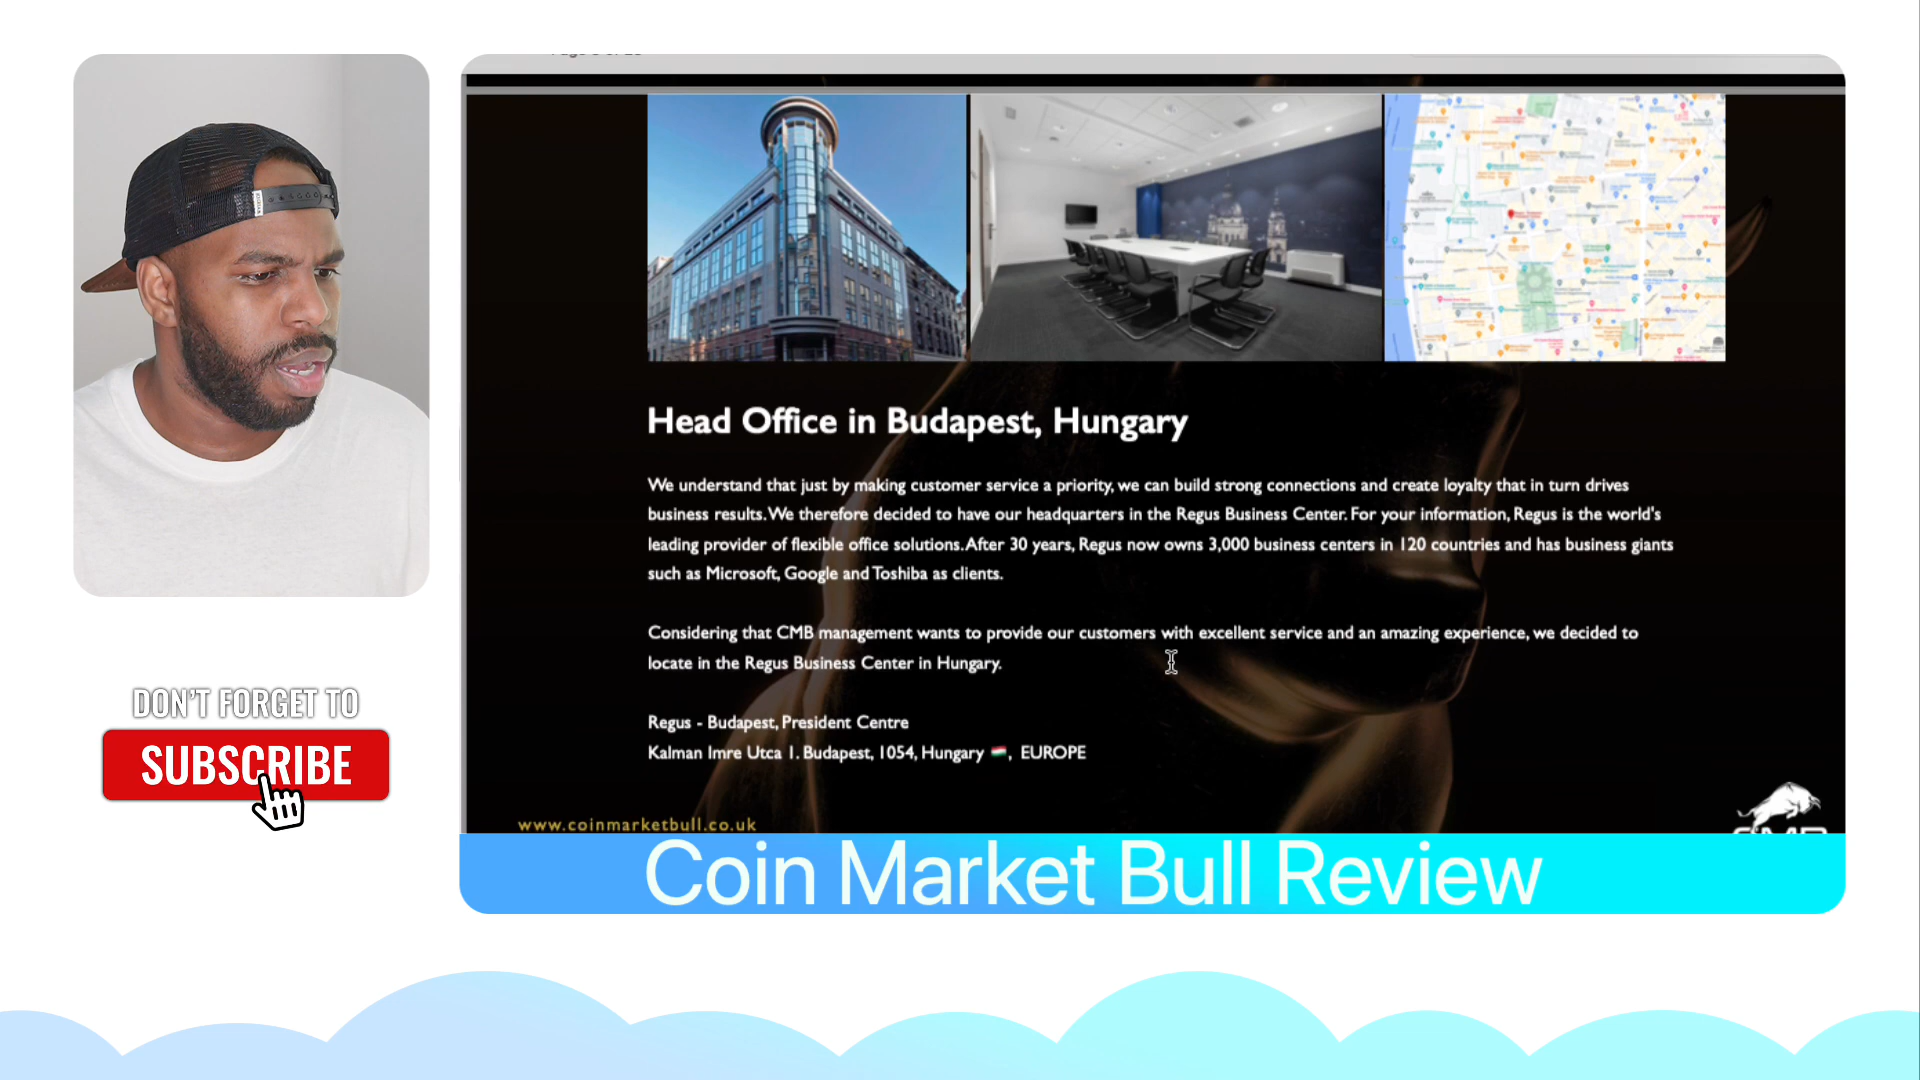 Head Office in Budapest, Hungary
We understand that just by making customer service a priority, we can build strong connections and create loyalty that in turn drives
business results. We therefore decided to have our headquarters in the Regus Business Center. For your information, Regus is the world's
leading provider of flexible office solutions. After 30 years, Regus now owns 3,000 business centers in 120 countries and has business giants
such as Microsoft, Google and Toshiba as clients.
Considering that CMB management wants to provide our customers with excellent service and an amazing experience, we decided to
locate in the Regus Business Center in Hungary.
Regus - Budapest, President Centre
Kalman Imre Utca 1. Budapest, 1054, Hungary 🇭🇺, EUROPE
www.coinmarketbull.co.uk
Coin Market Bull Review
DON'T FORGET TO
SUBSCRIBE